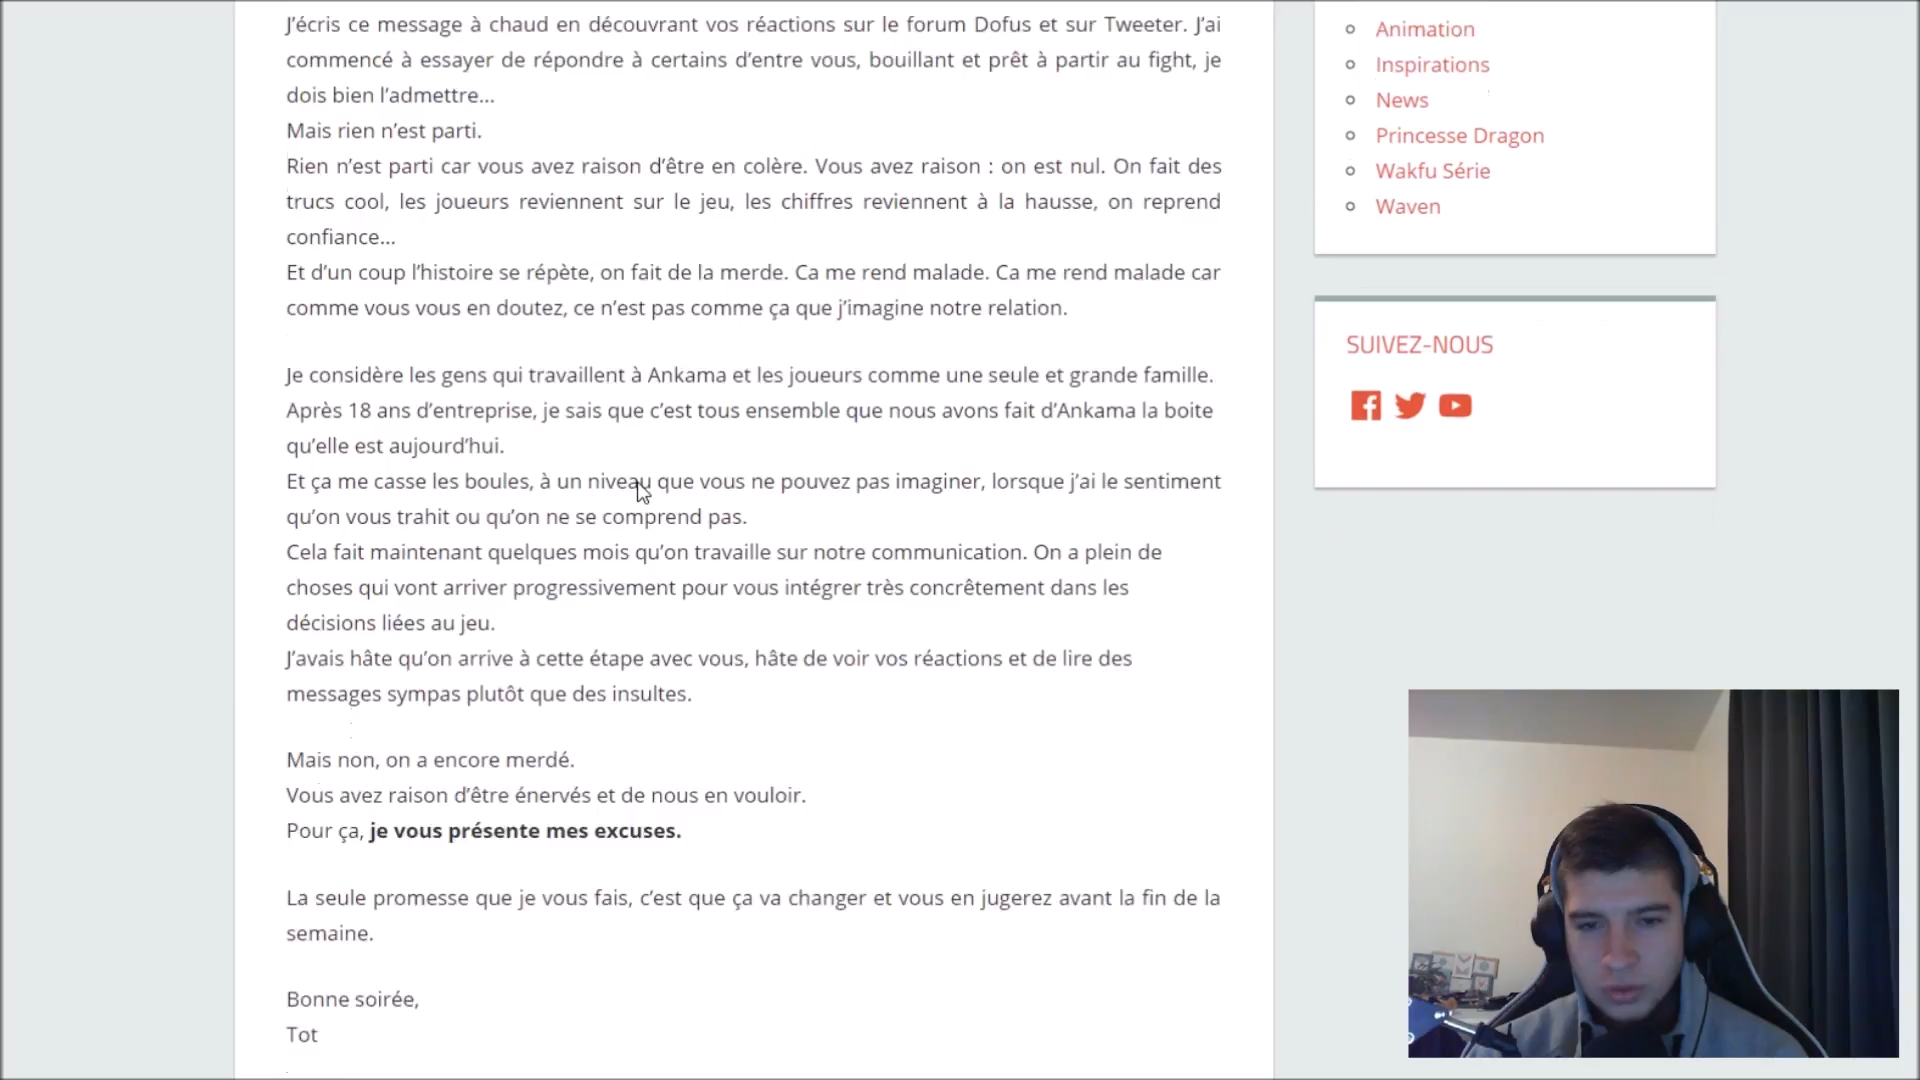 J’écris ce message à chaud en découvrant vos réactions sur le forum Dofus et sur Tweeter. J’ai
commencé à essayer de répondre à certains d’entre vous, bouillant et prêt à partir au fight, je
dois bien l’admettre…
Mais rien n’est parti.
Rien n’est parti car vous avez raison d’être en colère. Vous avez raison : on est nul. On fait des
trucs cool, les joueurs reviennent sur le jeu, les chiffres reviennent à la hausse, on reprend
confiance…
Et d’un coup l’histoire se répète, on fait de la merde. Ca me rend malade. Ca me rend malade car
comme vous vous en doutez, ce n’est pas comme ça que j’imagine notre relation.
Je considère les gens qui travaillent à Ankama et les joueurs comme une seule et grande famille.
Après 18 ans d’entreprise, je sais que c’est tous ensemble que nous avons fait d’Ankama la boite
qu’elle est aujourd’hui.
Et ça me casse les boules, à un niveau que vous ne pouvez pas imaginer, lorsque j’ai le sentiment
qu’on vous trahit ou qu’on ne se comprend pas.
Cela fait maintenant quelques mois qu’on travaille sur notre communication. On a plein de
choses qui vont arriver progressivement pour vous intégrer très concrêtement dans les
décisions liées au jeu.
J’avais hâte qu’on arrive à cette étape avec vous, hâte de voir vos réactions et de lire des
messages sympas plutôt que des insultes.
Mais non, on a encore merdé.
Vous avez raison d’être énervés et de nous en vouloir.
Pour ça, je vous présente mes excuses.
La seule promesse que je vous fais, c’est que ça va changer et vous en jugerez avant la fin de la
semaine.
Bonne soirée,
Tot
Animation
Inspirations
News
Princesse Dragon
Wakfu Série
Waven
SUIVEZ-NOUS